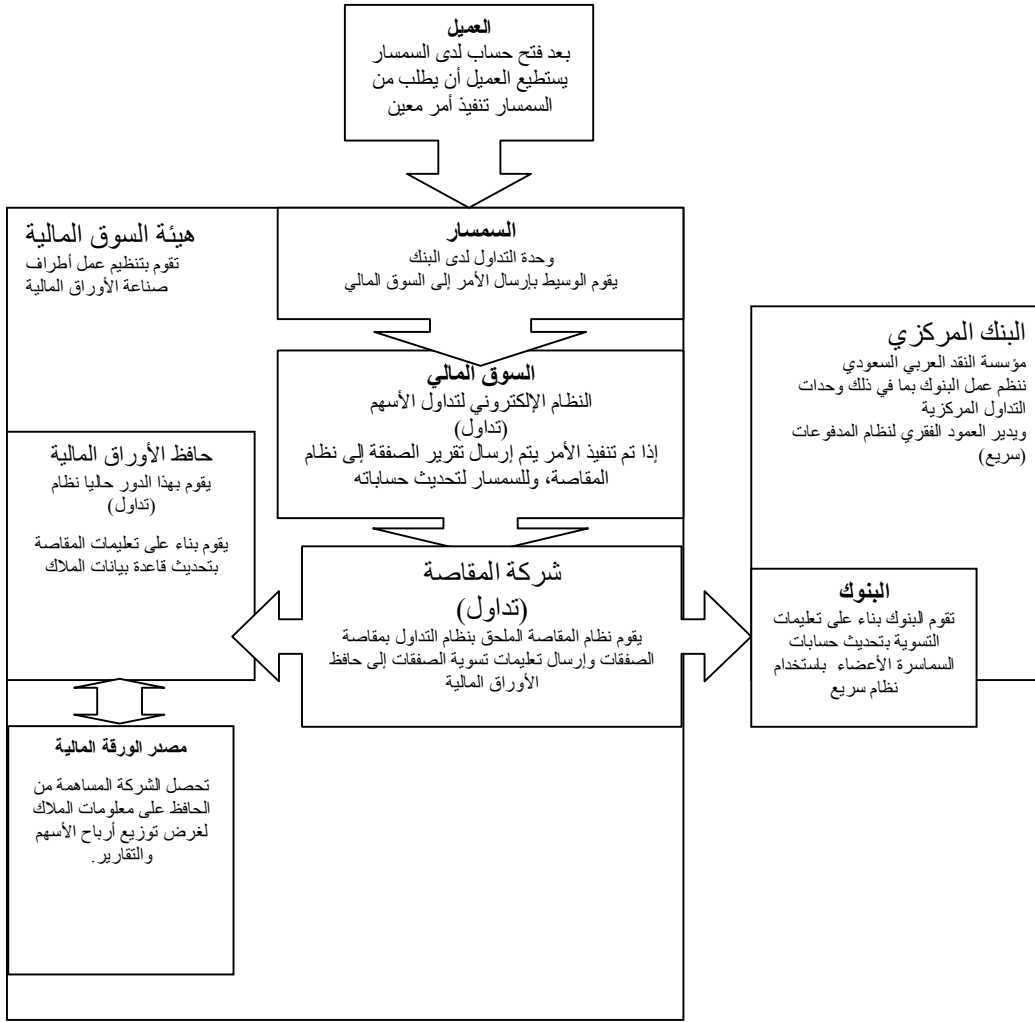 العميل
بعد فتح حساب لدى السمسار
يستطيع العميل أن يطلب من
السمسار تنفيذ أمر معين
هيئة السوق المالية
تقوم بتنظيم عمل أطراف
صناعة الأوراق المالية
السمسار
وحدة التداول لدى البنك
يقوم الوسيط بإرسال الأمر إلى السوق المالي
البنك المركزي
مؤسسة النقد العربي السعودي
تنظم عمل البنوك بما في ذلك وحدات
التداول المركزية
ويدير العمود الفقري لنظام المدفوعات
(سريع)
السوق المالي
النظام الإلكتروني لتداول الأسهم
(تداول)
إذا تم تنفيذ الأمر يتم إرسال تقرير الصفقة إلى نظام
المقاصة، وللسمسار لتحديث حساباته
حافظ الأوراق المالية
يقوم بهذا الدور حاليا نظام
(تداول)
يقوم بناء على تعليمات المقاصة
بتحديث قاعدة بيانات الملاك
شركة المقاصة
(تداول)
يقوم نظام المقاصة الملحق بنظام التداول بمقاصة
الصفقات وإرسال تعليمات تسوية الصفقات إلى حافظ
الأوراق المالية
البنوك
تقوم البنوك بناء على تعليمات
التسوية بتحديث حسابات
السماسرة الأعضاء باستخدام
نظام سريع
مصدر الورقة المالية
تحصل الشركة المساهمة من
الحافظ على معلومات الملاك
لغرض توزيع أرباح الأسهم
والتقارير.